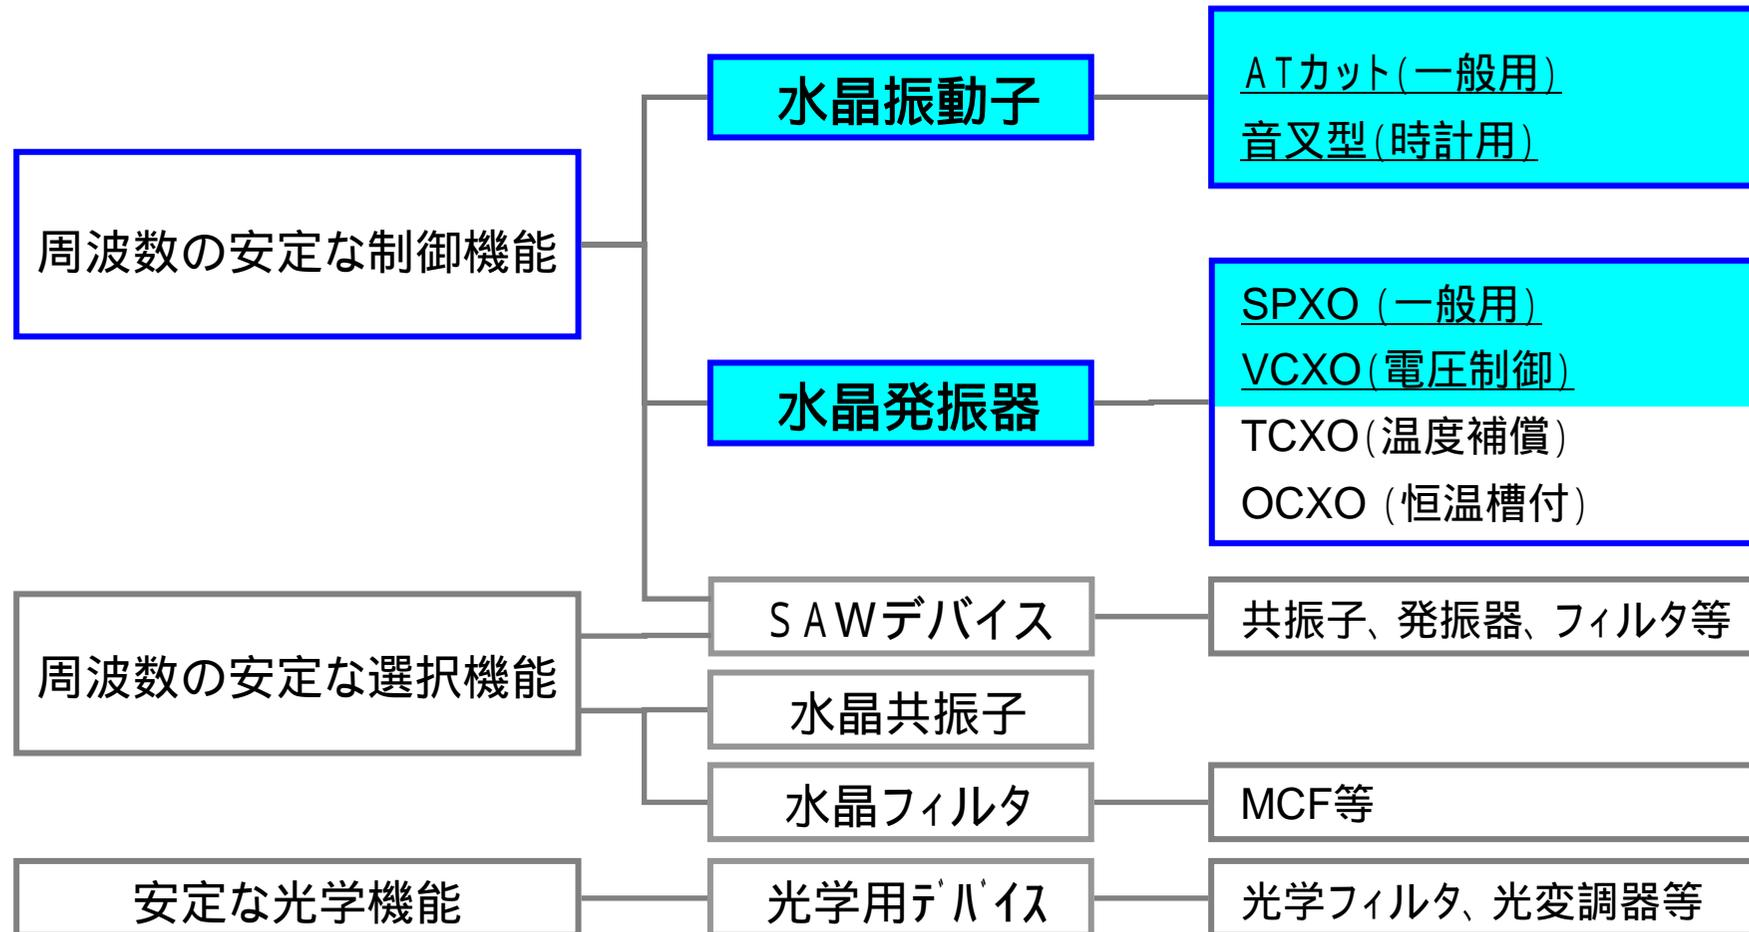 水晶振動子
ATカット(一般用)
音叉型(時計用)
周波数の安定な制御機能
水晶発振器
SPXO (一般用)
VCXO(電圧制御)
TCXO(温度補償)
OCXO (恒温槽付)
周波数の安定な選択機能
SAWデバイス
共振子、発振器、フィルタ等
水晶共振子
水晶フィルタ
MCF等
安定な光学機能
光学用デバイス
光学フィルタ、光変調器等